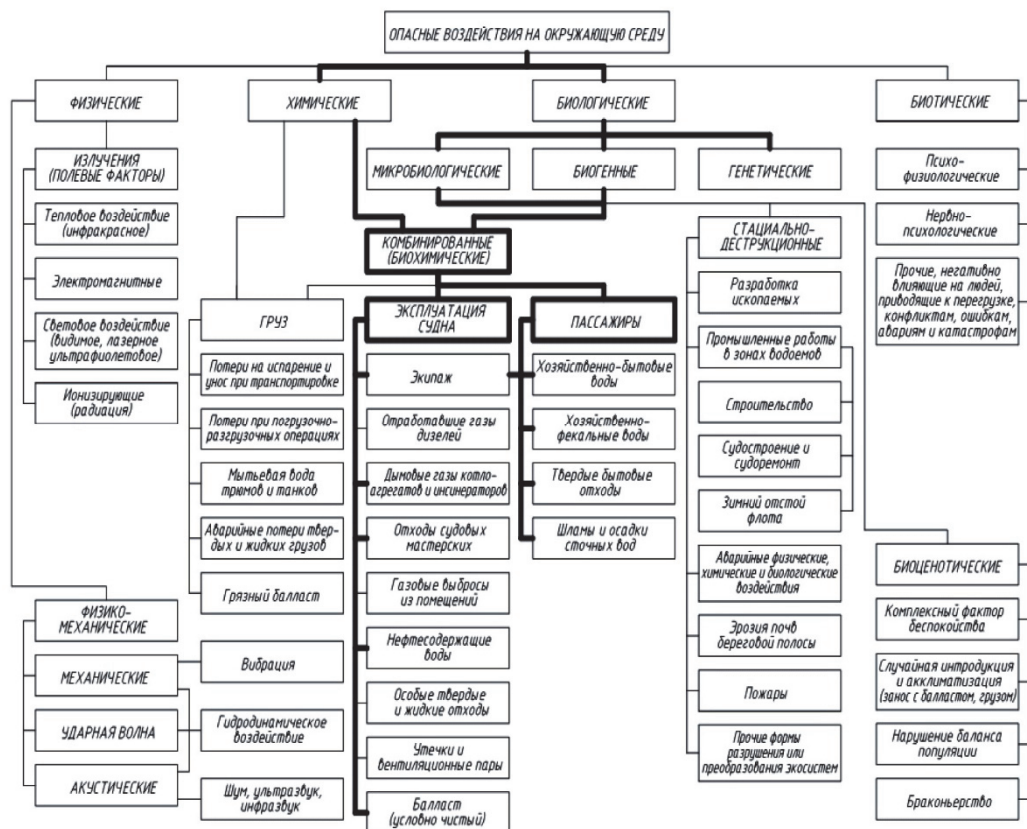 ОПАСНЫЕ ВОЗДЕЙСТВИЯ НА ОКРУЖАЮЩУЮ СРЕДУ
ФИЗИЧЕСКИЕ
ХИМИЧЕСКИЕ
БИОЛОГИЧЕСКИЕ
БИОТИЧЕСКИЕ
ИЗЛУЧЕНИЯ
(ПОЛЕВЫЕ ФАКТОРЫ)
Тепловое воздействие
(инфракрасное)
Электромагнитные
Световое воздействие
(видимое, лазерное
ультрафиолетовое)
Ионизирующие
(радиация)
ФИЗИКО-
МЕХАНИЧЕСКИЕ
МЕХАНИЧЕСКИЕ
УДАРНАЯ ВОЛНА
АКУСТИЧЕСКИЕ
Вибрация
Гидродинамическое
воздействие
Шум, ультразвук,
инфразвук
МИКРОБИОЛОГИЧЕСКИЕ
БИОГЕННЫЕ
ГЕНЕТИЧЕСКИЕ
КОМБИНИРОВАННЫЕ
(БИОХИМИЧЕСКИЕ)
ГРУЗ
Потери на испарение и
унос при транспортировке
Потери при погрузочно-
разгрузочных операциях
Мытьевая вода
трюмов и танков
Аварийные потери твер-
дых и жидких грузов
Грязный балласт
ЭКСПЛУАТАЦИЯ
СУДНА
Экипаж
Отработавшие газы
дизелей
Дымовые газы котло-
агрегатов и инсинераторов
Отходы судовых
мастерских
Газовые выбросы
из помещений
Нефтесодержащие
воды
Особые твердые
и жидкие отходы
Утечки и
вентиляционные пары
Балласт
(условно чистый)
ПАССАЖИРЫ
Хозяйственно-бытовые
воды
Хозяйственно-
фекальные воды
Твердые бытовые
отходы
Шламы и осадки
сточных вод
СТАЦИАЛЬНО-
ДЕСТРУКЦИОННЫЕ
Разработка
ископаемых
Промышленные работы
в зонах водоемов
Строительство
Судостроение и
судоремонт
Зимний отстой
флота
Аварийные физические,
химические и биологические
воздействия
Эрозия почв
береговой полосы
Пожары
Прочие формы
разрушения или
преобразования экосистем
Психо-
физиологические
Нервно-
психологические
Прочие, негативно
влияющие на людей,
приводящие к перегрузке,
конфликтам, ошибкам,
авариям и катастрофам
БИОЦЕНОТИЧЕСКИЕ
Комплексный фактор
беспокойства
Случайная интродукция
и акклиматизация
(занос с балластом, грузом)
Нарушение баланса
популяции
Браконьерство